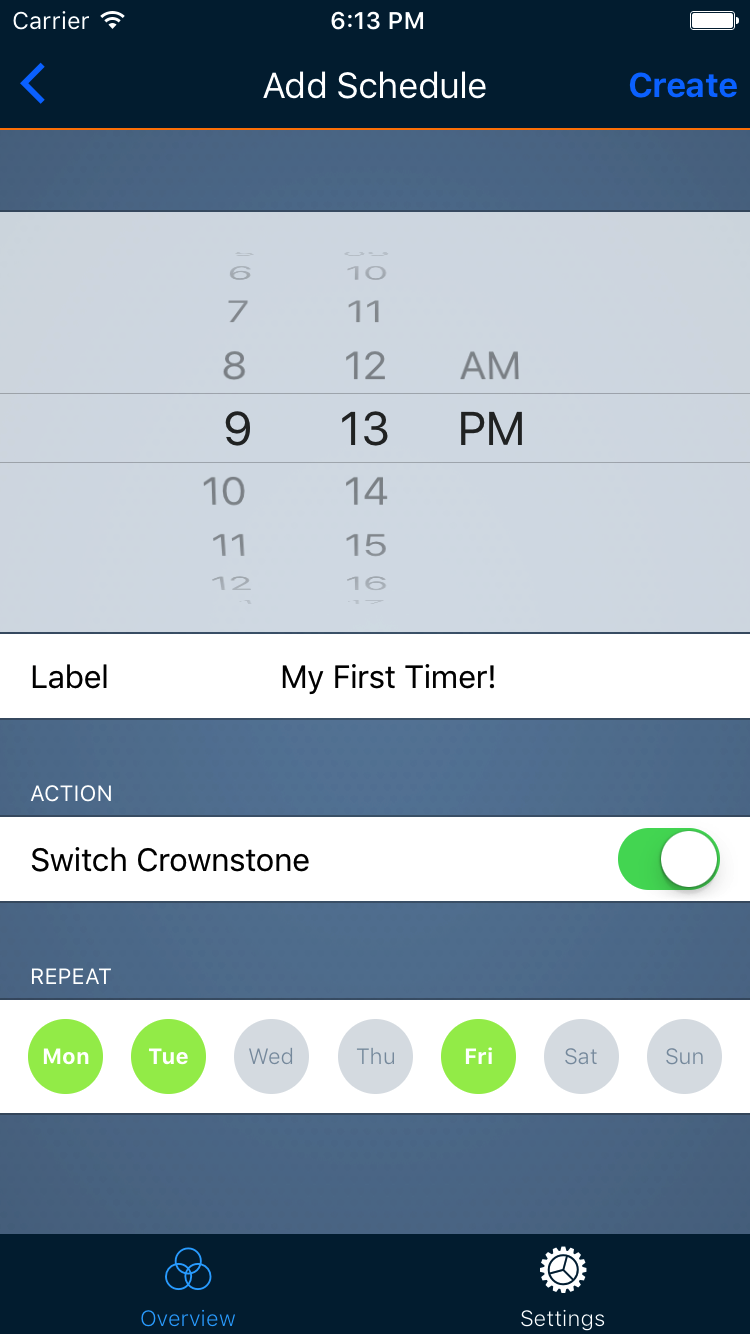 Carrier 6:13 PM
Add Schedule Create
6 10
7 11
8 12 AM
9 13 PM
10 14
11 15
12 16
Label My First Timer!
ACTION
Switch Crownstone
REPEAT
Mon Tue Wed Thu Fri Sat Sun
Overview Settings